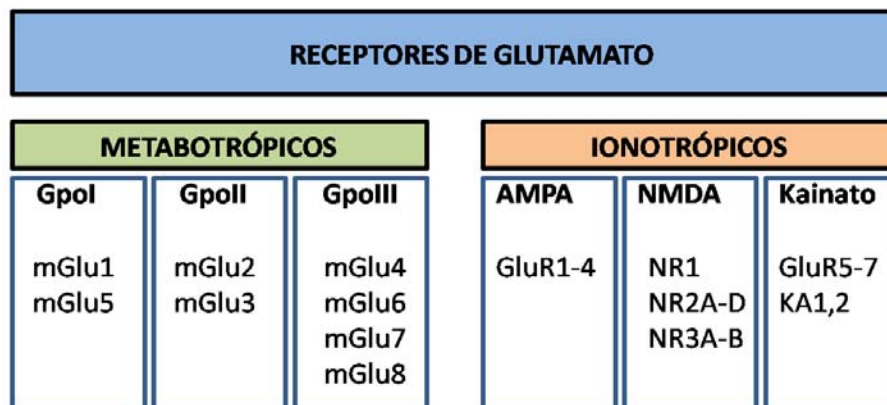 RECEPTORES DE GLUTAMATO
METABOTRÓPICOS
IONOTRÓPICOS
GpoI
GpoII
GpoIII
AMPA
NMDA
Kainato
mGlu1
mGlu2
mGlu4
GluR1-4
NR1
GluR5-7
mGlu5
mGlu3
mGlu6
NR2A-D
KA1,2
mGlu7
NR3A-B
mGlu8